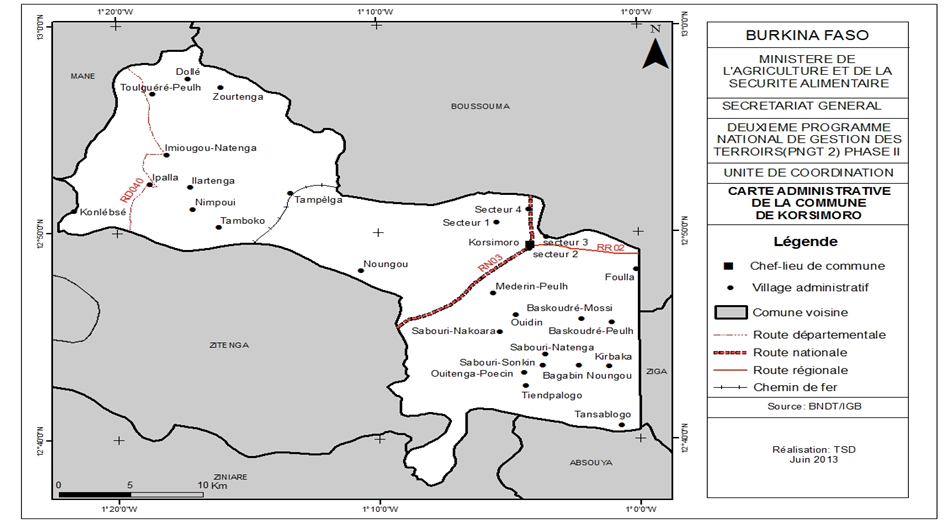 1°20'0"W
1°10'0"W
1°0'0"W
13°0'0"N
13°0'0"N
N
MANE
Dollé
Toulguéré-Peulh
Zourtenga
BOUSSOUMA
Imiougou-Natenga
Ipalla
Ilartenga
RD040
Nimpoui
Tampèlga
Konlébsé
Tamboko
Secteur 4
Secteur 1
12°50'0"N
12°50'0"N
Korsimoro
secteur 3
secteur 2
RR 02
RN03
Noungou
Foulla
Mederin-Peulh
Baskoudré-Mossi
Ouidin
Sabouri-Nakoara
Baskoudré-Peulh
ZITENGA
Sabouri-Natenga
Sabouri-Sonkin
Kirbaka
Ouitenga-Poecin
Bagabin Noungou
ZIGA
Tiendpalogo
Tansablogo
12°40'0"N
12°40'0"N
ABSOUYA
ZINIARE
0 5 10 Km
1°20'0"W
1°10'0"W
1°0'0"W
BURKINA FASO
MINISTERE DE
L'AGRICULTURE ET DE LA
SECURITE ALIMENTAIRE
SECRETARIAT GENERAL
DEUXIEME PROGRAMME
NATIONAL DE GESTION DES
TERROIRS(PNGT 2) PHASE II
UNITE DE COORDINATION
CARTE ADMINISTRATIVE
DE LA COMMUNE
DE KORSIMORO
Légende
Chef-lieu de commune
Village administratif
Comune voisine
Route départementale
Route nationale
Route régionale
Chemin de fer
Source: BNDT/IGB
Réalisation: TSD
Juin 2013